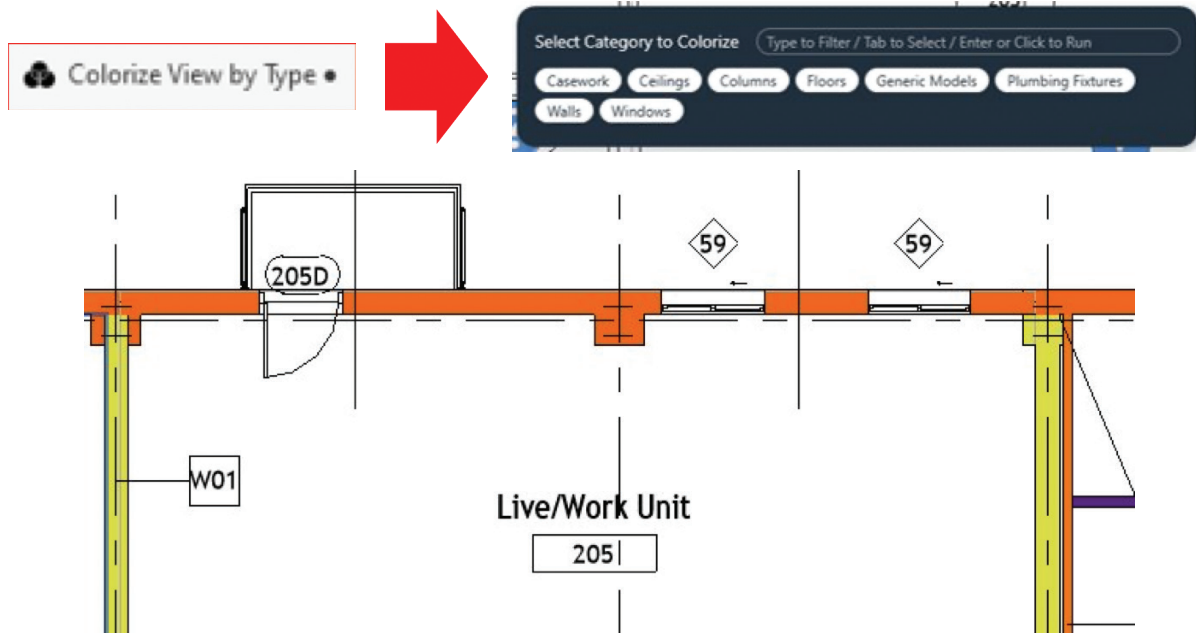 Colorize View by Type •
Select Category to Colorize Type to Filter / Tab to Select / Enter or Click to Run
Casework Ceilings Columns Floors Generic Models Plumbing Fixtures
Walls Windows
59 59
205D
W01
Live/Work Unit
205